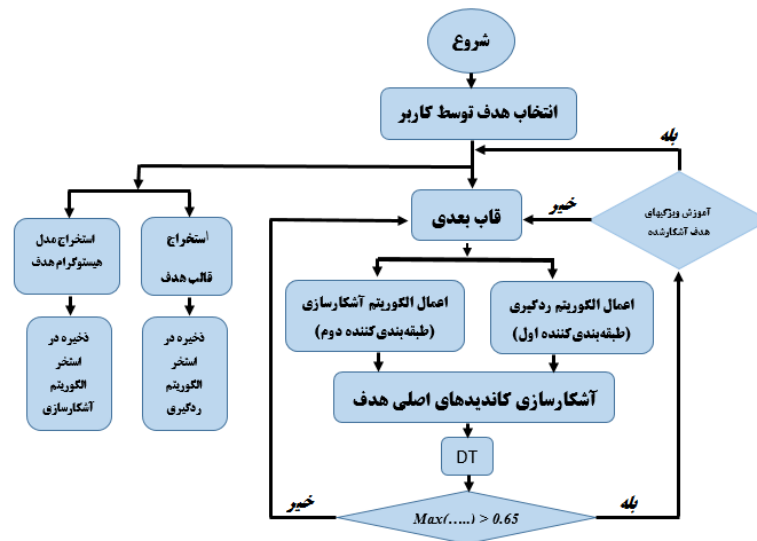 شروع
انتخاب هدف توسط کاربر
بله
آموزش ویژگیهای
هدف آشکارشده
خیر
قاب بعدی
استخراج
قالب هدف
استخراج مدل
هیستوگرام هدف
اعمال الگوریتم ردگیری
(طبقه‌بندی‌کننده اول)
اعمال الگوریتم آشکارسازی
(طبقه‌بندی‌کننده دوم)
ذخیره در
استخر
الگوریتم
ردگیری
ذخیره در
استخر
الگوریتم
آشکارسازی
آشکارسازی کاندیدهای اصلی هدف
DT
Max(.....) > 0.65
بله
خیر